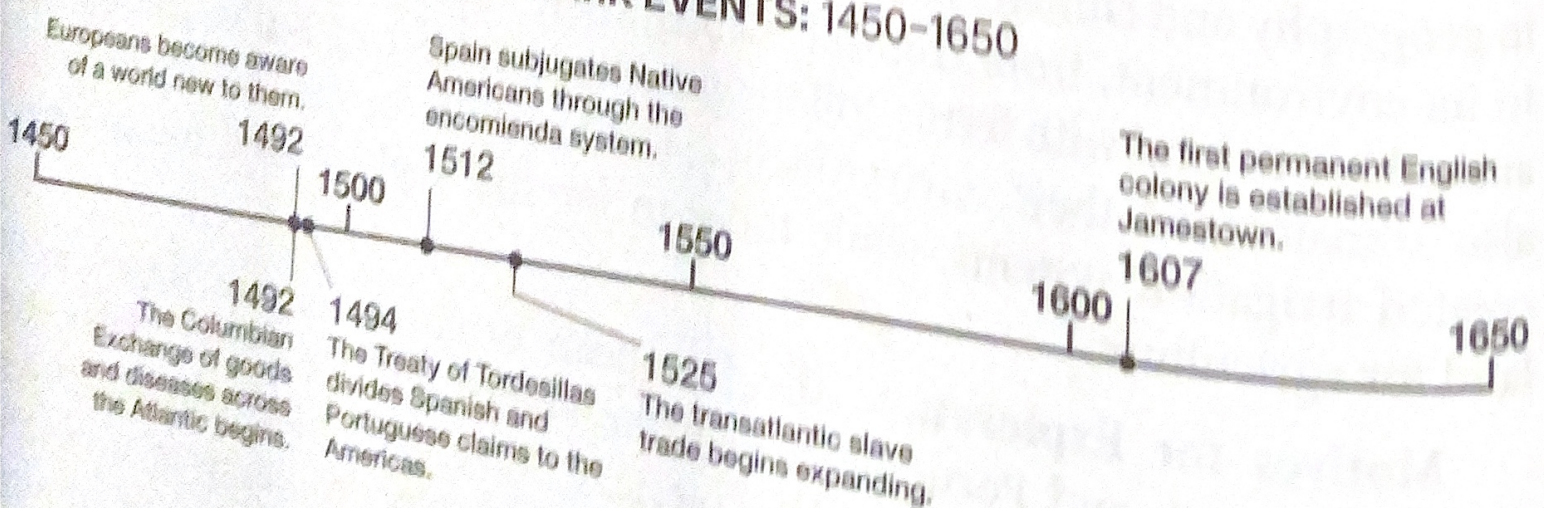 EVENTS: 1450–1650
Europeans become aware
of a world new to them.
1492
Spain subjugates Native
Americans through the
encomienda system.
1512
The first permanent English
colony is established at
Jamestown.
1607
1450
1500
1550
1600
1650
1492
The Columbian
Exchange of goods
and diseases across
the Atlantic begins.
1494
The Treaty of Tordesillas
divides Spanish and
Portuguese claims to the
Americas.
1525
The transatlantic slave
trade begins expanding.